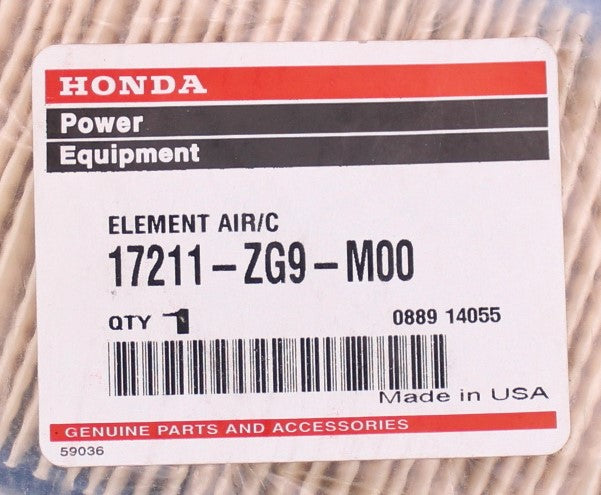 HONDA
Power
Equipment
ELEMENT AIR/C
17211-ZG9-M00
QTY 1 0889 14055
Made in USA
GENUINE PARTS AND ACCESSORIES
59036